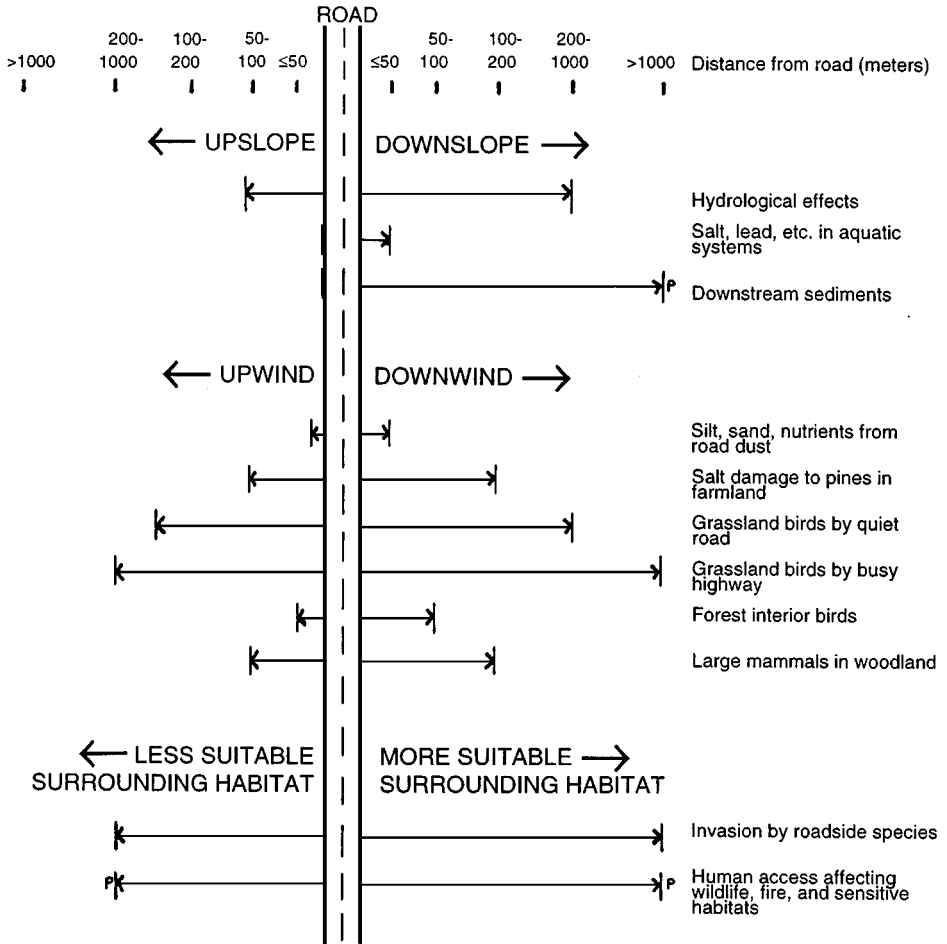 ROAD
200- 100- 50- 50- 100- 200-
>1000 1000 200 100 ≤50 ≤50 100 200 1000 >1000 Distance from road (meters)
UPSLOPE DOWNSLOPE
Hydrological effects
Salt, lead, etc. in aquatic
systems
P Downstream sediments
UPWIND DOWNWIND
Silt, sand, nutrients from
road dust
Salt damage to pines in
farmland
Grassland birds by quiet
road
Grassland birds by busy
highway
Forest interior birds
Large mammals in woodland
LESS SUITABLE MORE SUITABLE
SURROUNDING HABITAT SURROUNDING HABITAT
Invasion by roadside species
P P Human access affecting
wildlife, fire, and sensitive
habitats